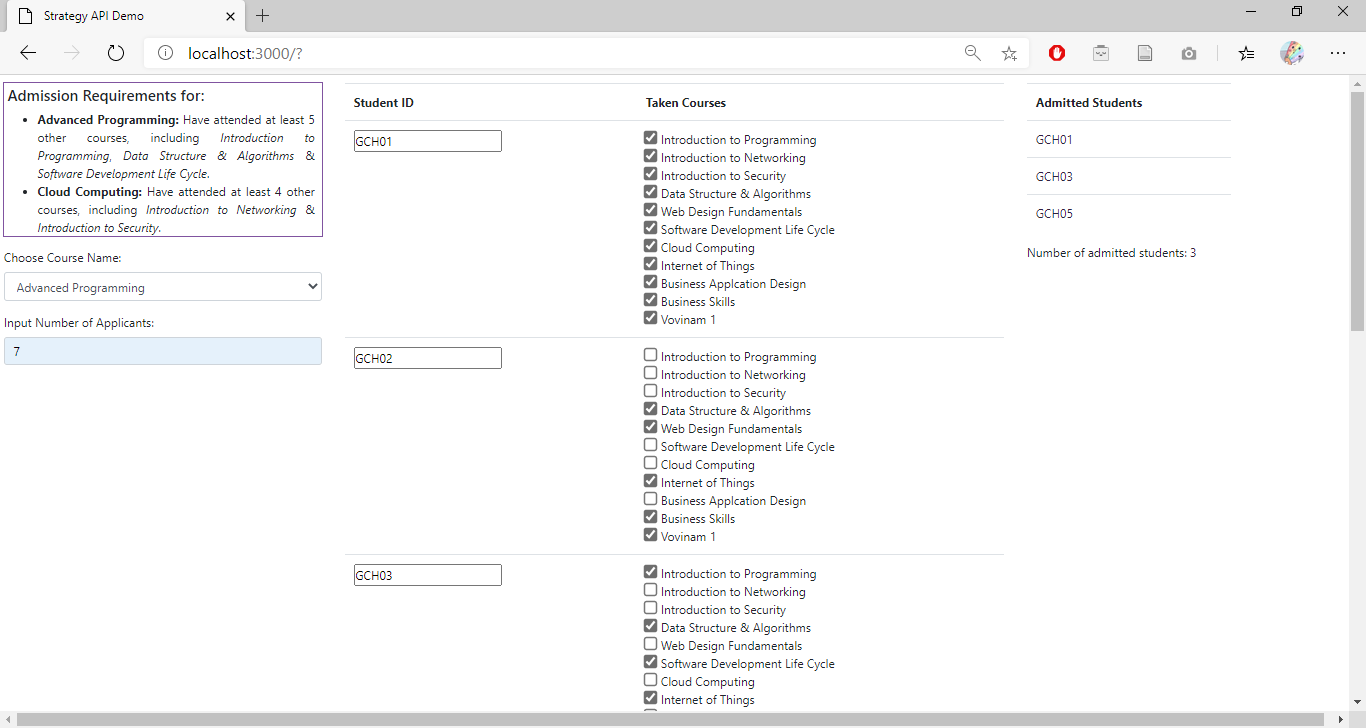 Strategy API Demo
localhost:3000/?
Admission Requirements for:
Advanced Programming: Have attended at least 5
other courses, including Introduction to
Programming, Data Structure & Algorithms &
Software Development Life Cycle.
Cloud Computing: Have attended at least 4 other
courses, including Introduction to Networking &
Introduction to Security.
Choose Course Name:
Advanced Programming
Input Number of Applicants:
7
Student ID
Taken Courses
GCH01
Introduction to Programming
Introduction to Networking
Introduction to Security
Data Structure & Algorithms
Web Design Fundamentals
Software Development Life Cycle
Cloud Computing
Internet of Things
Business Applcation Design
Business Skills
Vovinam 1
GCH02
Introduction to Programming
Introduction to Networking
Introduction to Security
Data Structure & Algorithms
Web Design Fundamentals
Software Development Life Cycle
Cloud Computing
Internet of Things
Business Applcation Design
Business Skills
Vovinam 1
GCH03
Introduction to Programming
Introduction to Networking
Introduction to Security
Data Structure & Algorithms
Web Design Fundamentals
Software Development Life Cycle
Cloud Computing
Internet of Things
Admitted Students
GCH01
GCH03
GCH05
Number of admitted students: 3